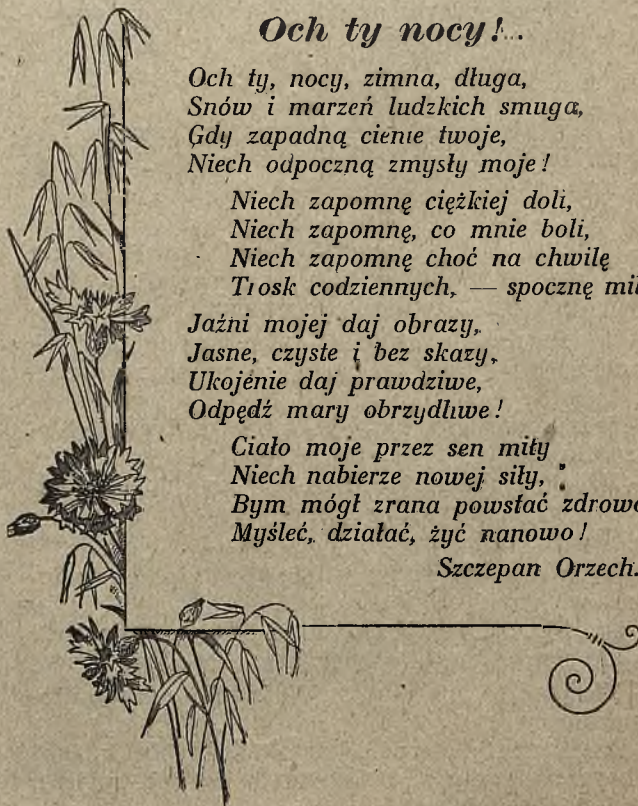 Och ty nocy!..
Och ty, nocy, zimna, długa,
Snów i marzeń ludzkich smuga,
Gdy zapadną cienie twoje,
Niech odpoczną zmysły moje!
Niech zapomnę ciężkiej doli,
Niech zapomnę, co mnie boli,
Niech zapomnę choć na chwilę
Trosk codziennych, — spocznę
Jaźni mojej daj obrazy,
Jasne, czyste i bez skazy,
Ukojenie daj prawdziwe,
Odpędź mary obrzydliwe!
Ciało moje przez sen miły
Niech nabierze nowej siły,
Bym mógł zrana powstać zdrowo
Myśleć, działać, żyć nanowo!
Szczepan Orzech.